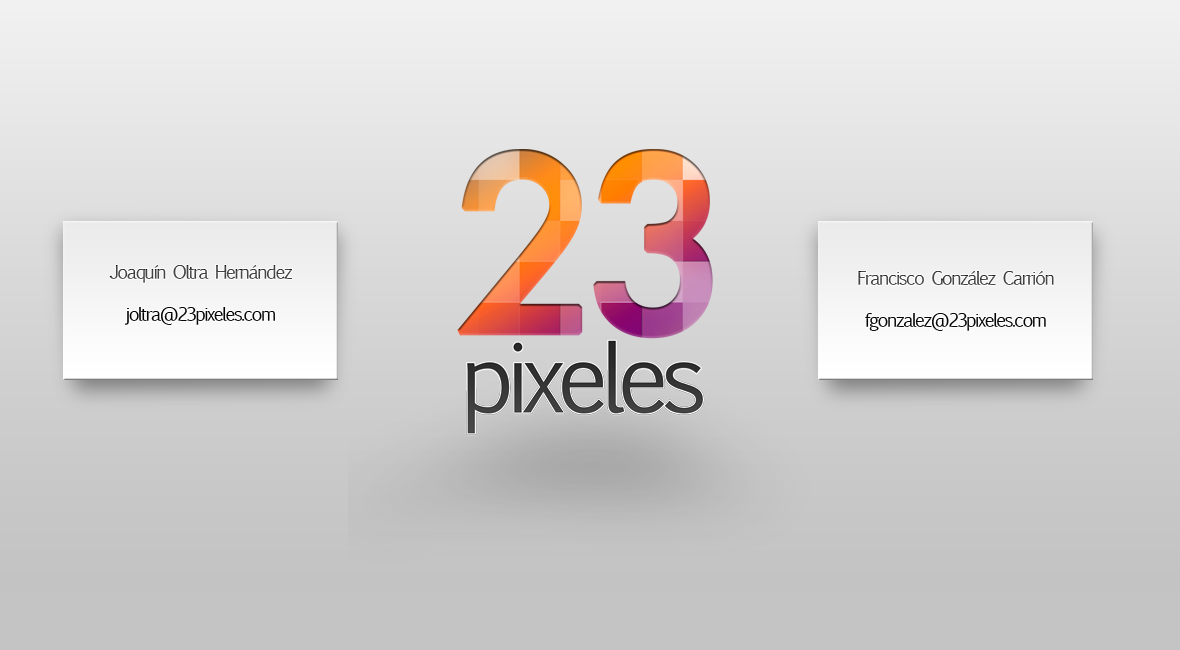 Joaquín Oltra Hernández
joltra@23pixeles.com
23
pixeles
Francisco González Carrión
fgonzalez@23pixeles.com